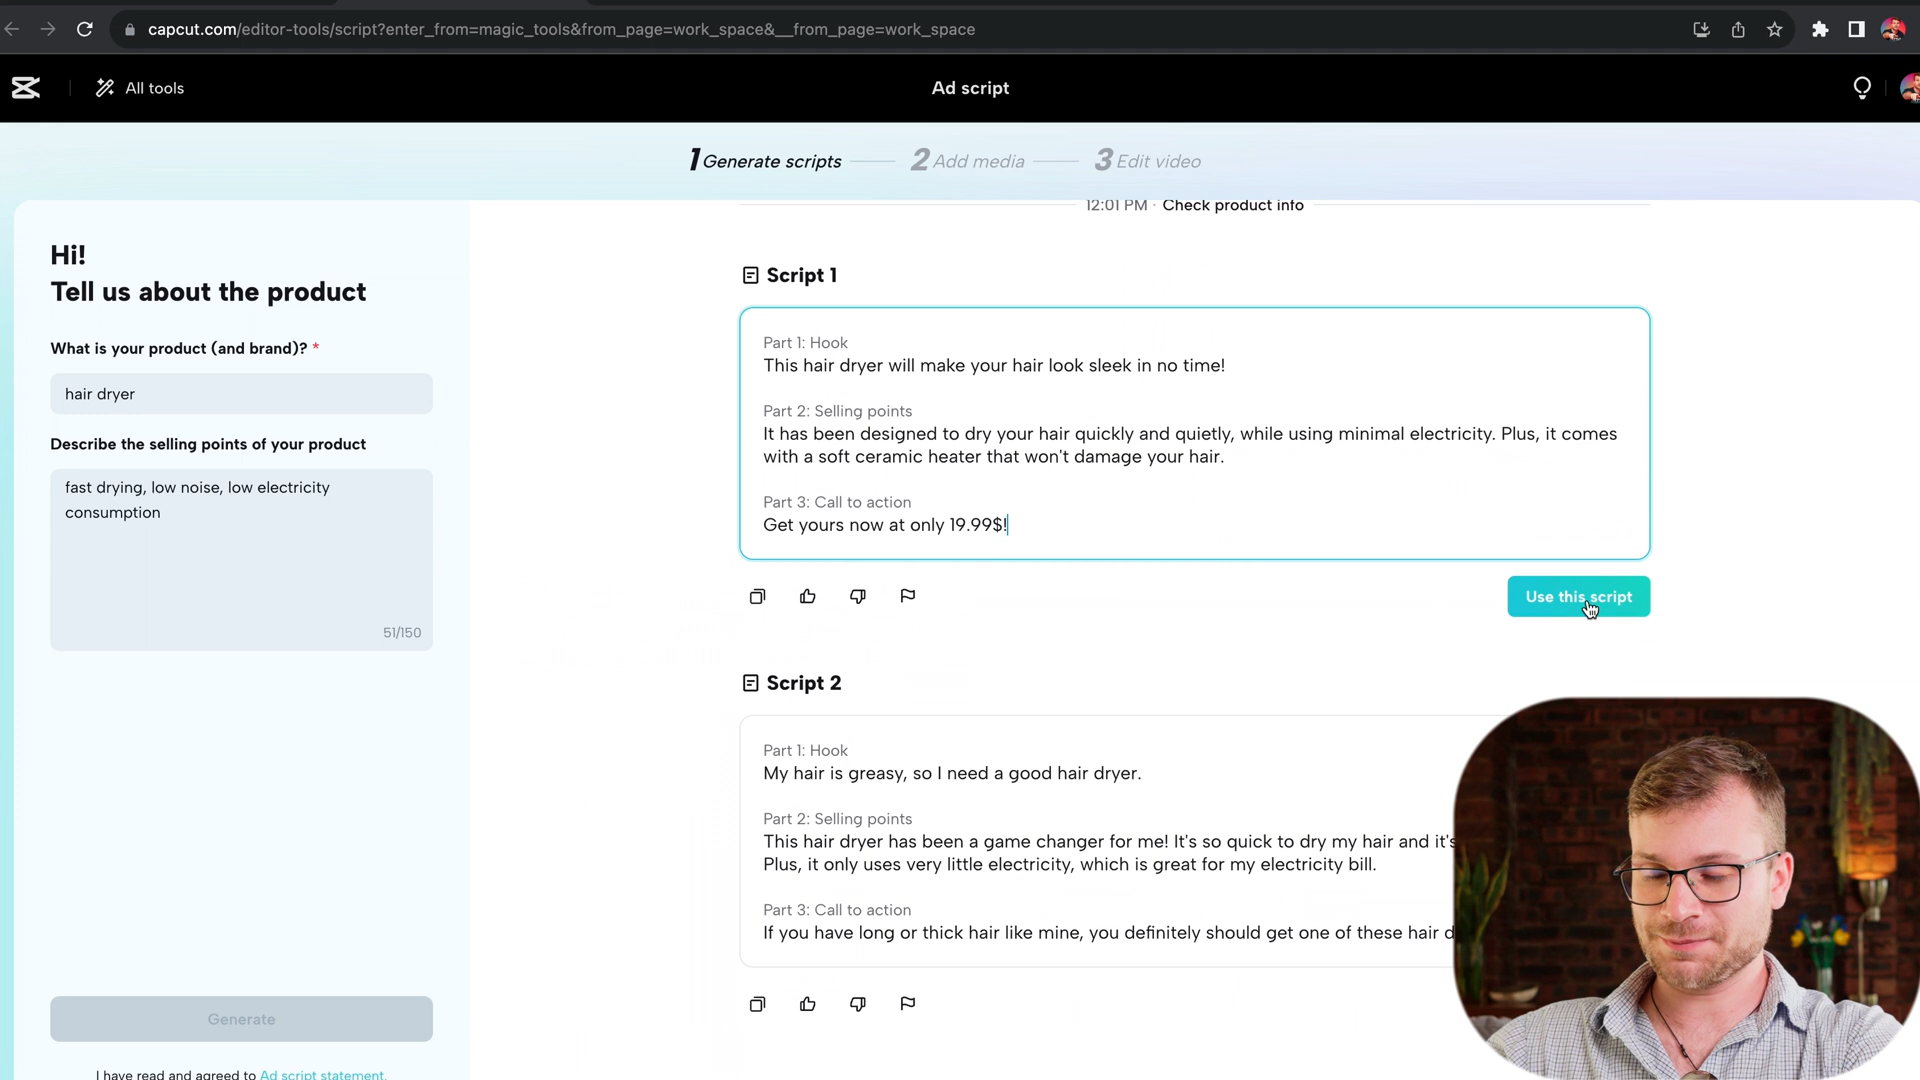 capcut.com/editor-tools/script?enter_from=magic_tools&from_page=work_space&__from_page=work_space
All tools
Ad script
1 Generate scripts
2 Add media
3 Edit video
12:01 PM · Check product info
Hi!
Tell us about the product
What is your product (and brand)? *
hair dryer
Describe the selling points of your product
fast drying, low noise, low electricity
consumption
51/150
Generate
I have read and agreed to Ad script statement.
Script 1
Part 1: Hook
This hair dryer will make your hair look sleek in no time!
Part 2: Selling points
It has been designed to dry your hair quickly and quietly, while using minimal electricity. Plus, it comes
with a soft ceramic heater that won't damage your hair.
Part 3: Call to action
Get yours now at only 19.99$!
Use this script
Script 2
Part 1: Hook
My hair is greasy, so I need a good hair dryer.
Part 2: Selling points
This hair dryer has been a game changer for me! It's so quick to dry my hair and it's
Plus, it only uses very little electricity, which is great for my electricity bill.
Part 3: Call to action
If you have long or thick hair like mine, you definitely should get one of these hair d